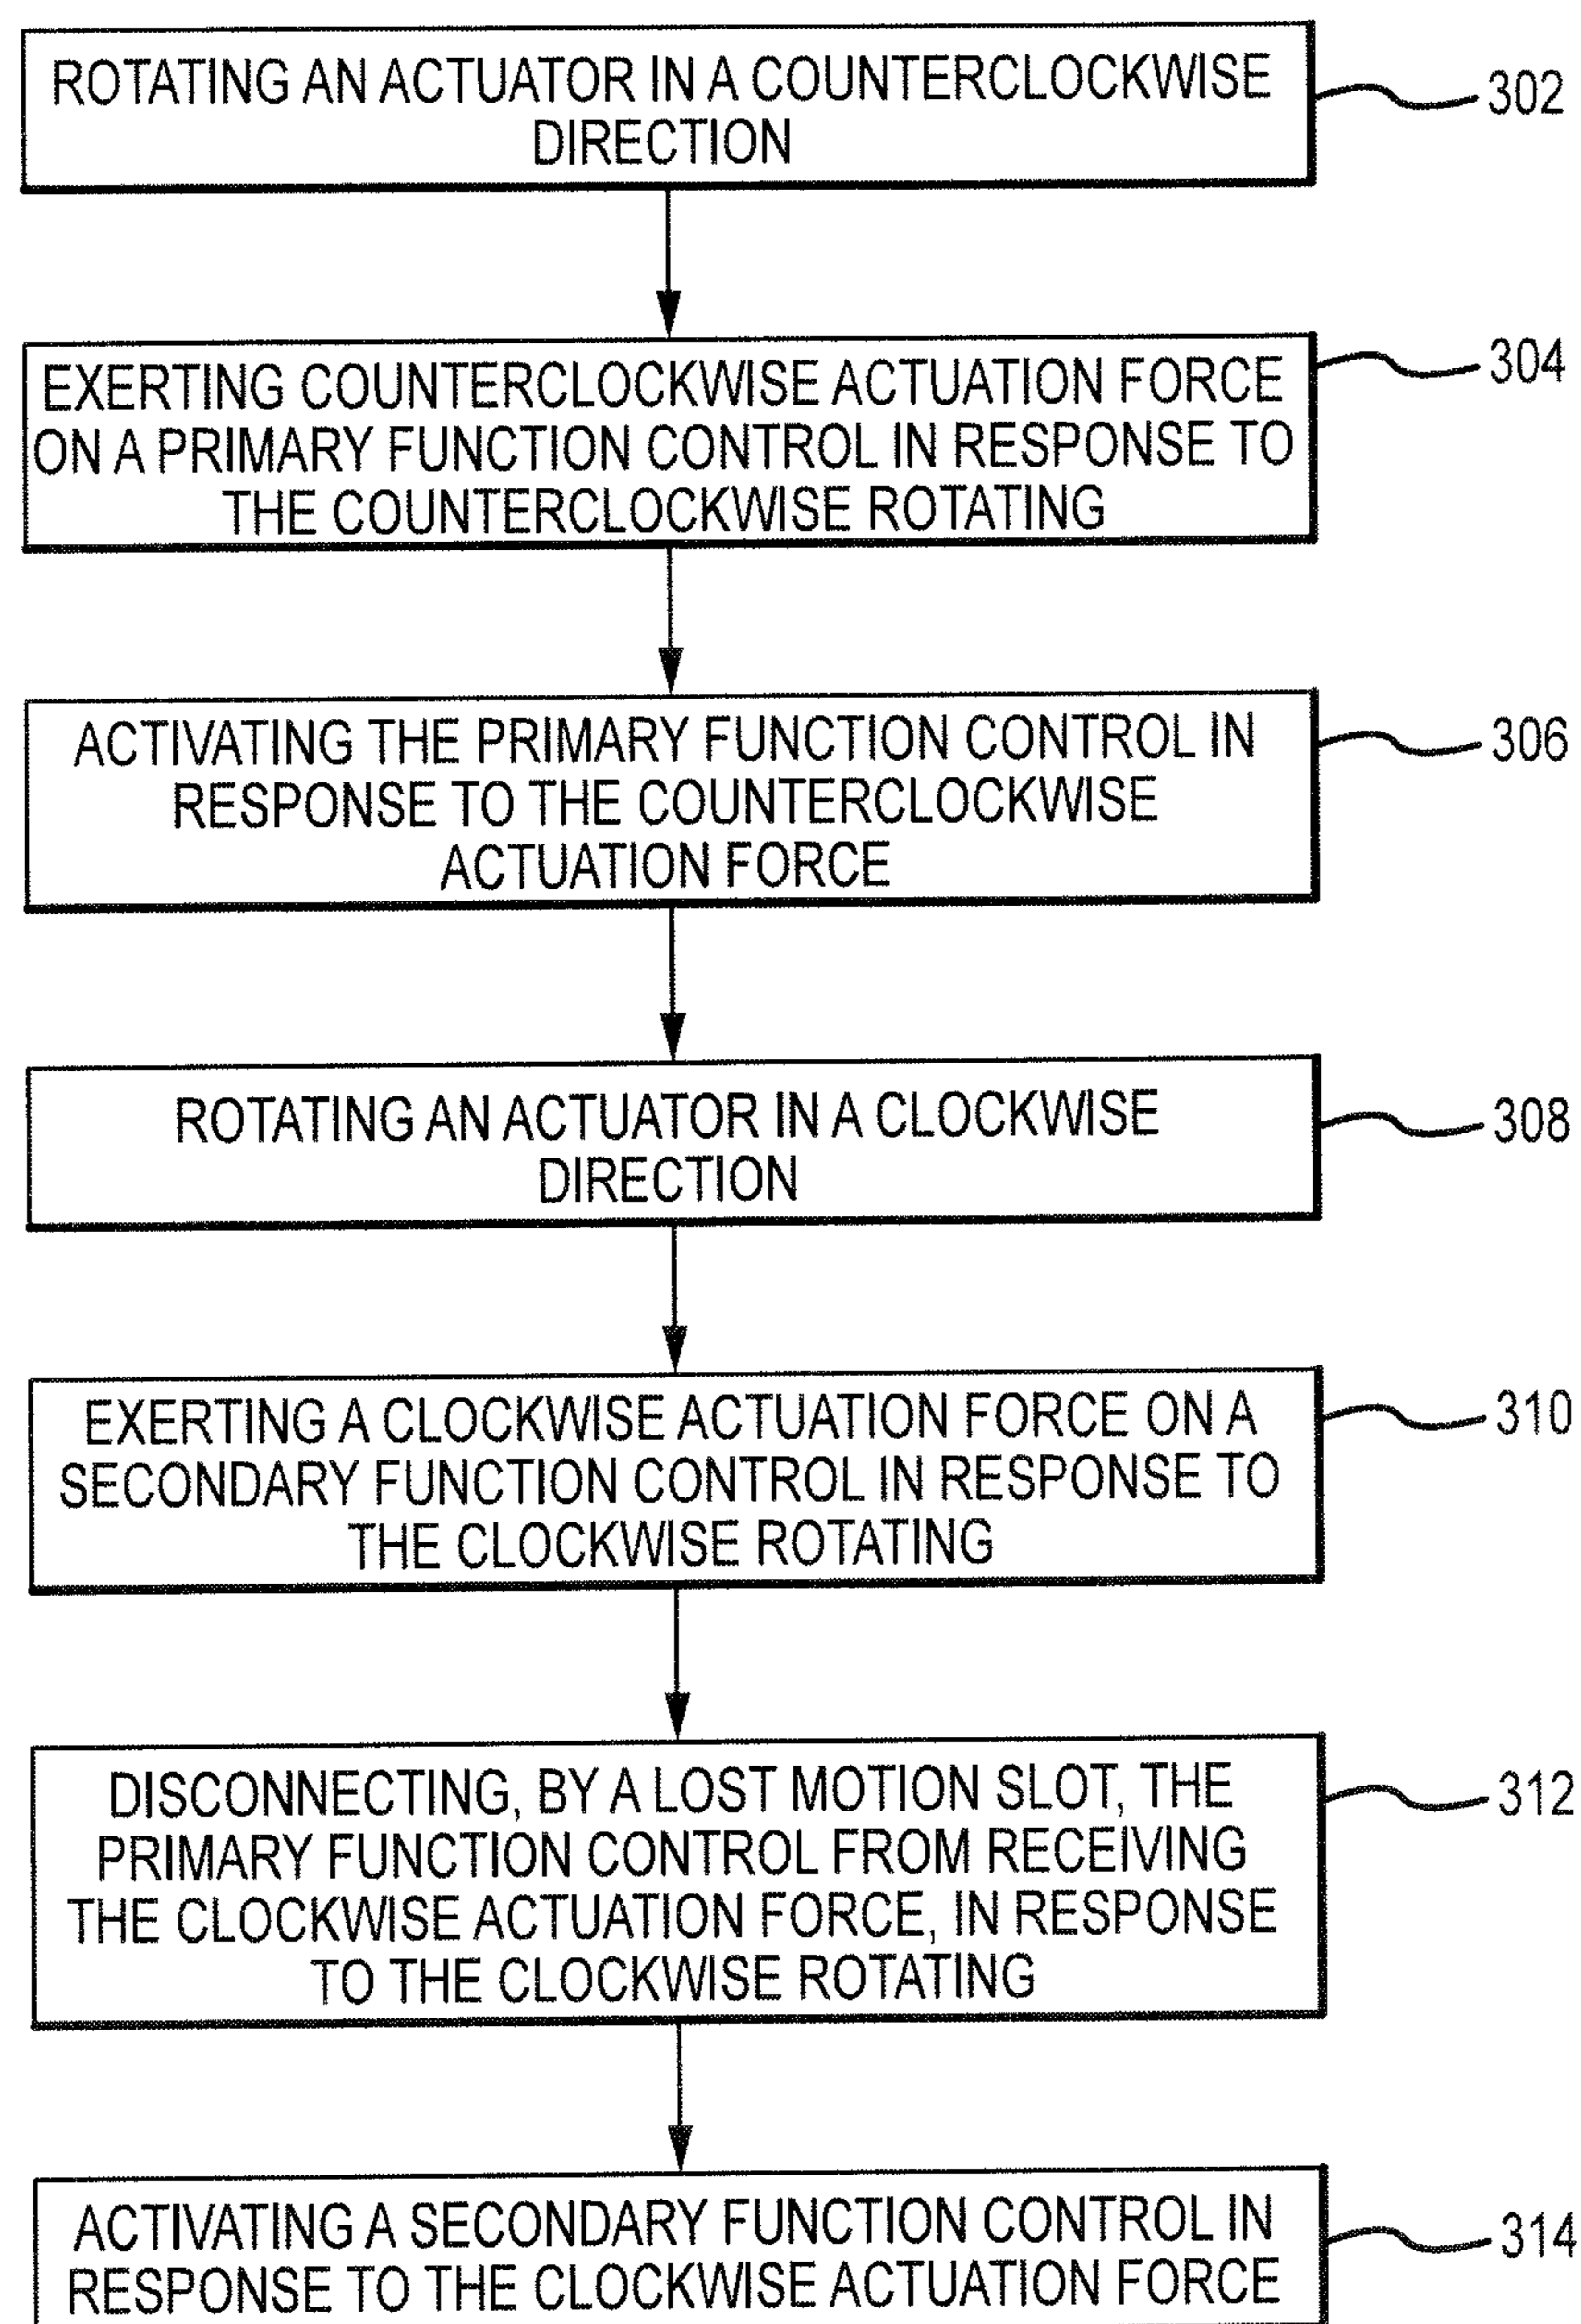 ROTATING AN ACTUATOR IN A COUNTERCLOCKWISE
DIRECTION
302
EXERTING COUNTERCLOCKWISE ACTUATION FORCE
ON A PRIMARY FUNCTION CONTROL IN RESPONSE TO
THE COUNTERCLOCKWISE ROTATING
304
ACTIVATING THE PRIMARY FUNCTION CONTROL IN
RESPONSE TO THE COUNTERCLOCKWISE
ACTUATION FORCE
306
ROTATING AN ACTUATOR IN A CLOCKWISE
DIRECTION
308
EXERTING A CLOCKWISE ACTUATION FORCE ON A
SECONDARY FUNCTION CONTROL IN RESPONSE TO
THE CLOCKWISE ROTATING
310
DISCONNECTING, BY A LOST MOTION SLOT, THE
PRIMARY FUNCTION CONTROL FROM RECEIVING
THE CLOCKWISE ACTUATION FORCE, IN RESPONSE
TO THE CLOCKWISE ROTATING
312
ACTIVATING A SECONDARY FUNCTION CONTROL IN
RESPONSE TO THE CLOCKWISE ACTUATION FORCE
314